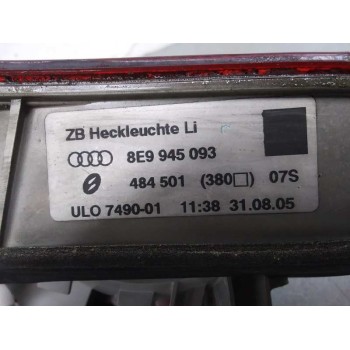 ZB Heckleuchte Li
8E9 945 093
484 501 (380□) 07S
ULO 7490-01 11:38 31.08.05